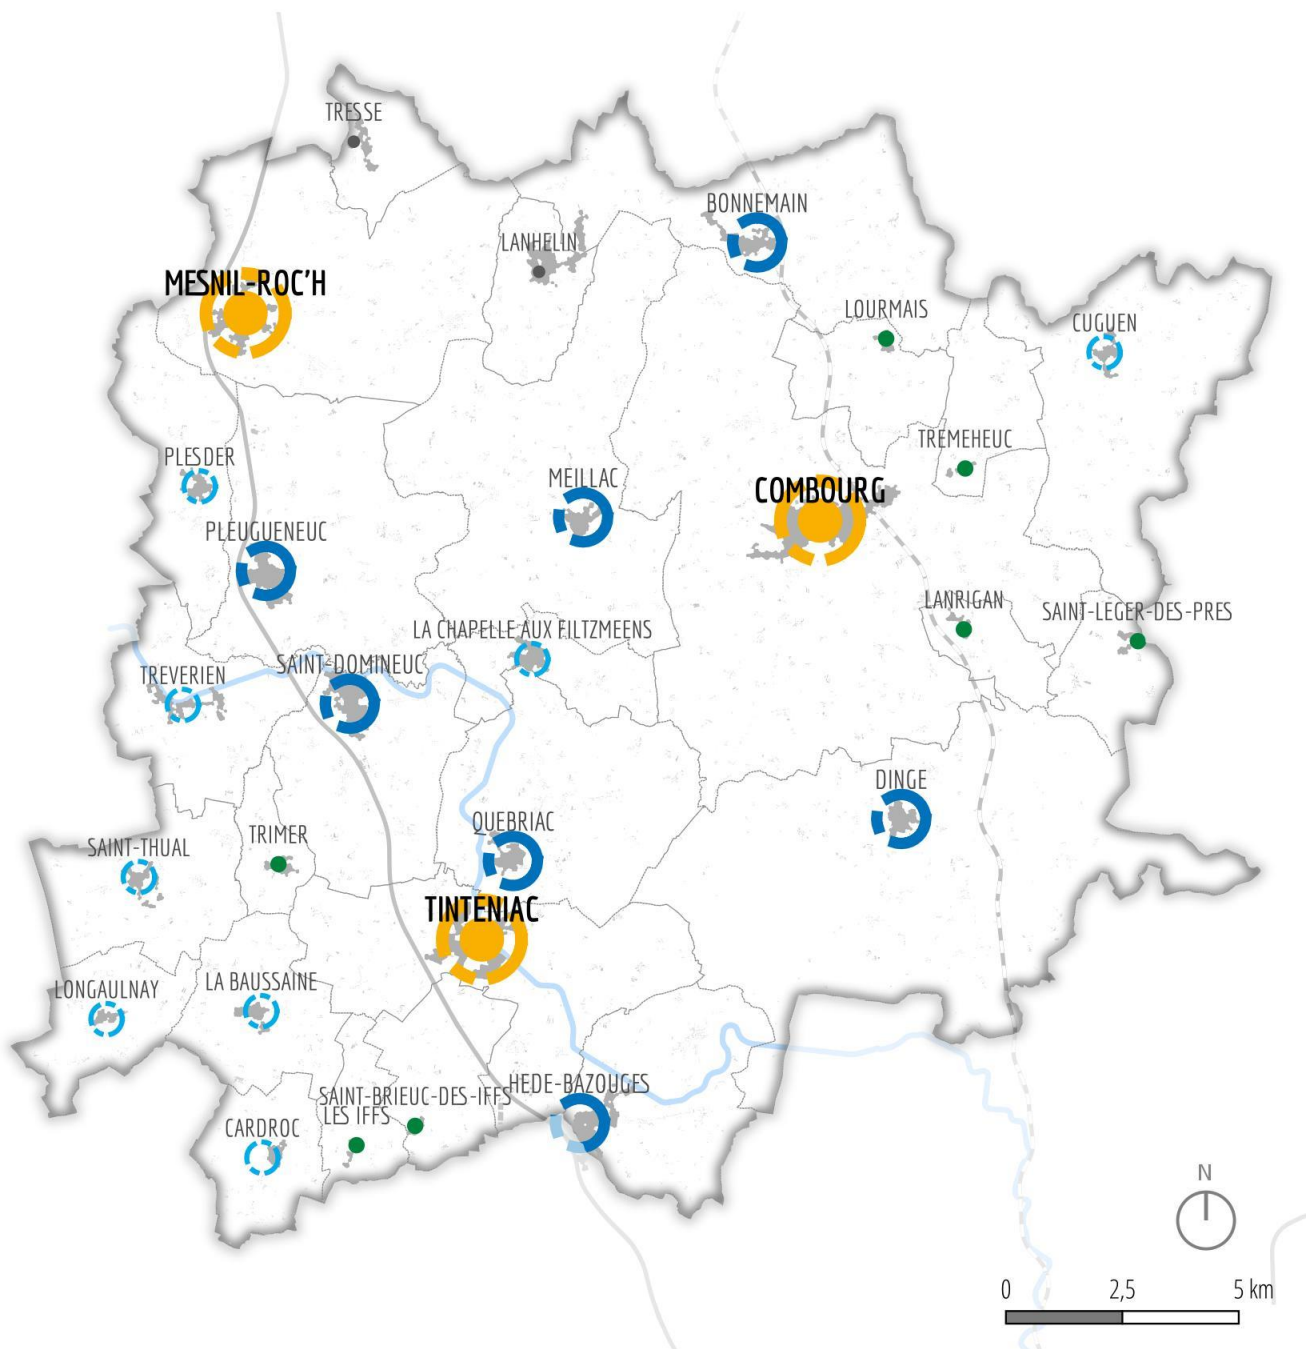 TRESSE
BONNEMAIN
LANHELIN
MESNIL-ROC'H
LOURMAIS
CUGUEN
TREMEHEUC
PLESDER
MEILLAC
COMBOURG
PLEUGUENEUC
LANRIGAN
SAINT-LEGER-DES-PRES
LA CHAPELLE AUX FILTZMEENS
SAINT-DOMINEUC
TREVERIEN
DINGE
QUEBRIAC
TRIMER
SAINT-THUAL
TINTENIAC
LA BAUSSAINE
LONGAULNAY
HEDE-BAZOUGES
SAINT-BRIEUC-DES-IFFS
LES IFFS
CARDROC
N
0 2,5 5 km